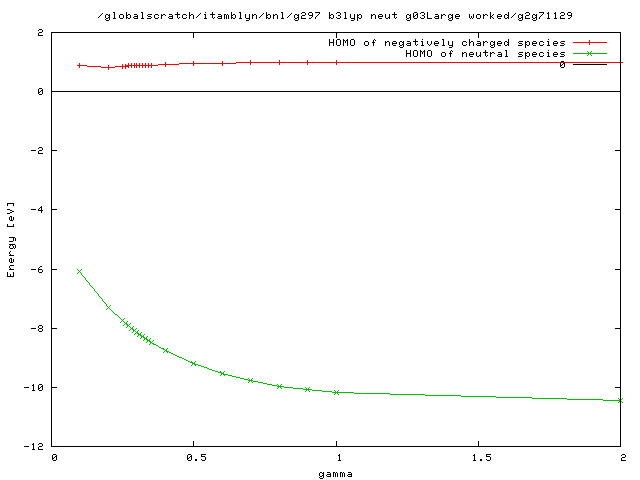 /globalscratch/itamblyn/bnl/g297 b3lyp neut g03Large worked/g2g71129
HOMO of negatively charged species
HOMO of neutral species
0
2
0
-2
-4
-6
-8
-10
-12
Energy [eV]
0 0.5 1 1.5 2
gamma